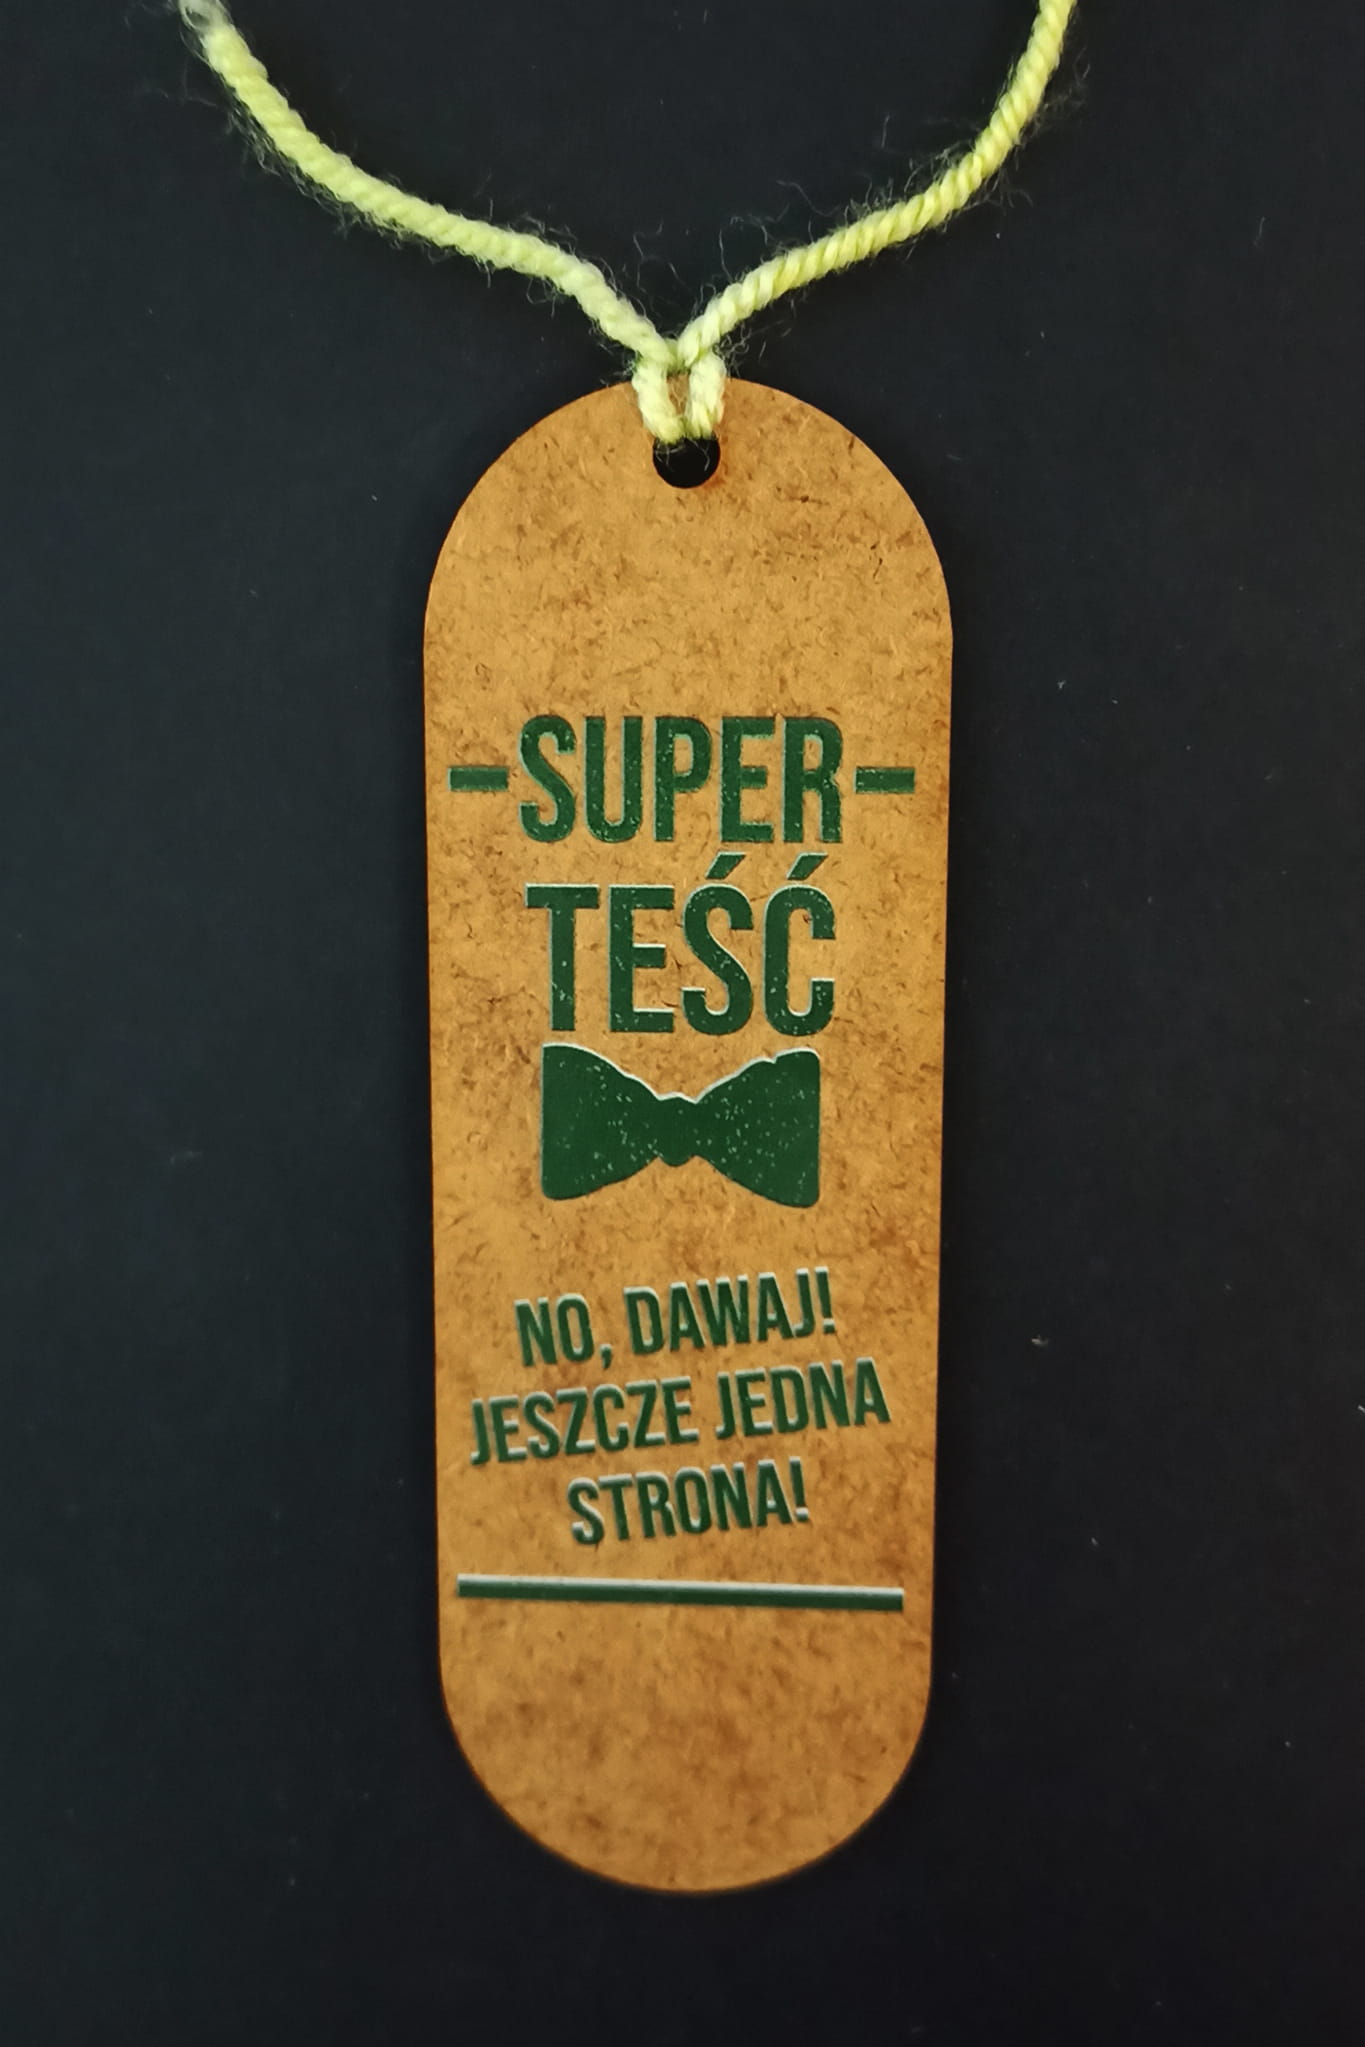 -SUPER-
TEŚĆ
NO, DAWAJ!
JESZCZE JEDNA
STRONA!